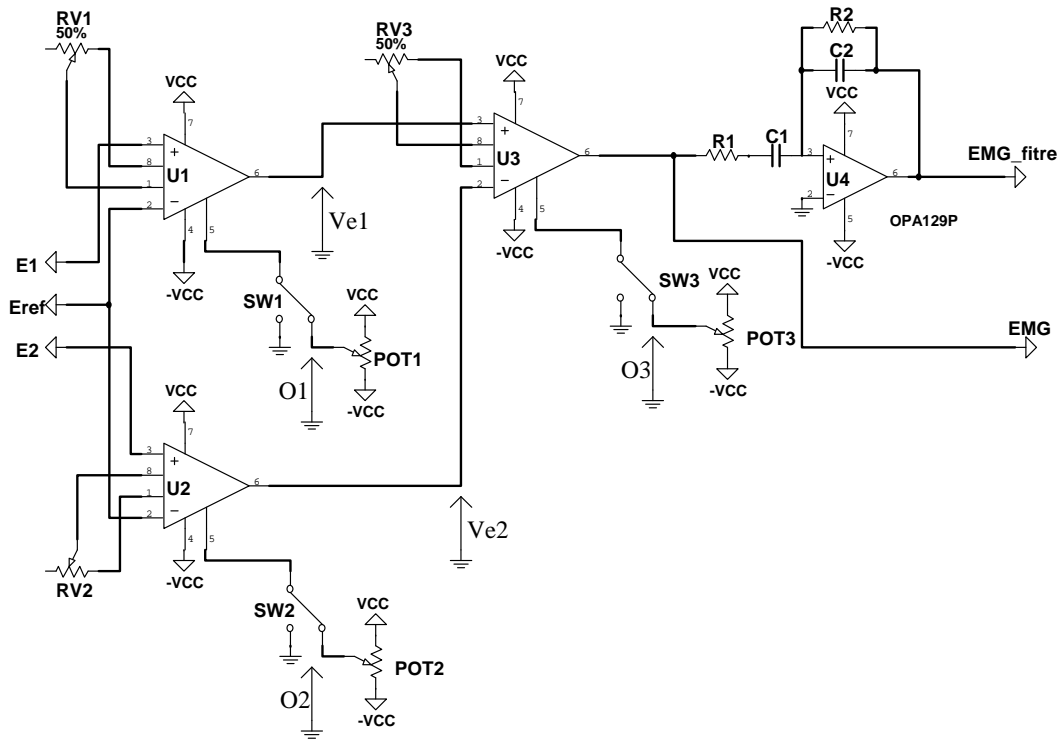 RV1
50%
VCC
7
3
8
1
2
+
−
U1
6
4
5
-VCC
E1
Eref
E2
Ve1
SW1
VCC
POT1
-VCC
O1
VCC
7
3
8
1
2
+
−
U2
6
4
5
-VCC
RV2
Ve2
SW2
VCC
POT2
-VCC
O2
RV3
50%
VCC
7
3
8
1
2
+
−
U3
6
4
5
-VCC
SW3
VCC
POT3
-VCC
O3
R1
C1
R2
C2
VCC
7
3
2
+
−
U4
6
5
OPA129P
-VCC
EMG_fitre
EMG